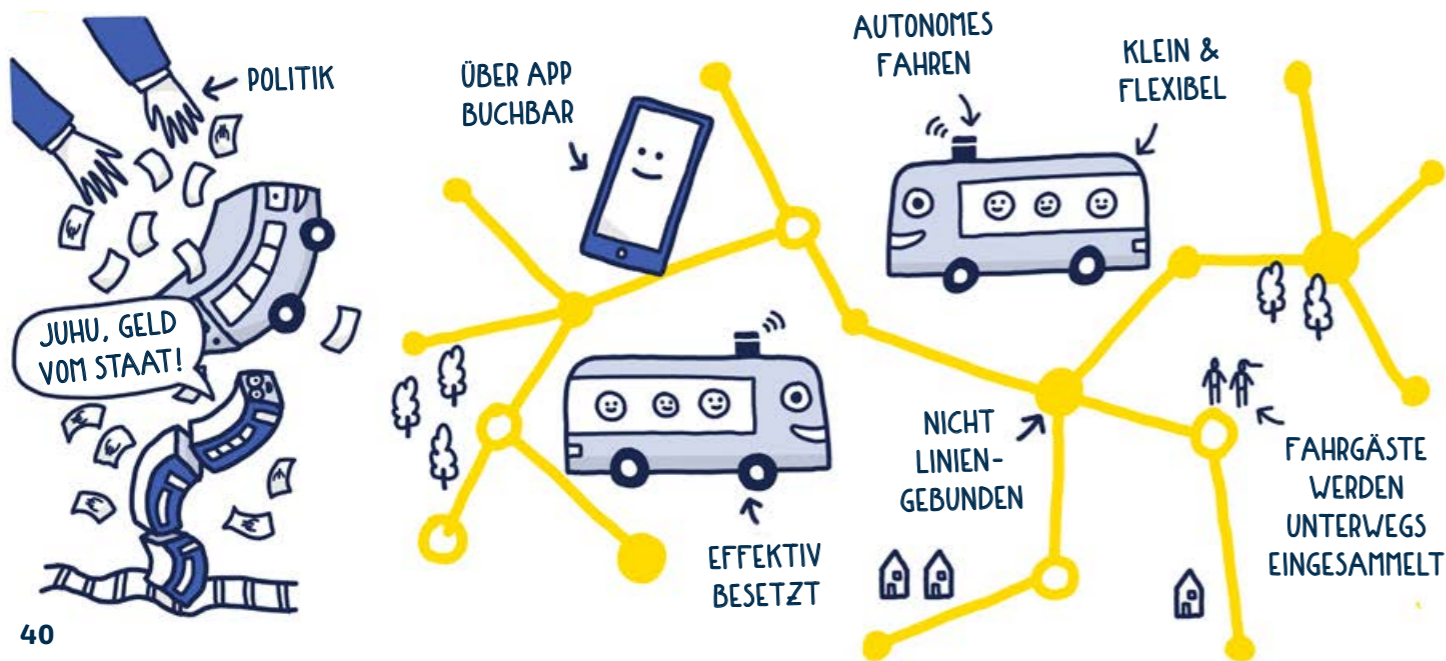 POLITIK
JUHU, GELD
VOM STAAT!
ÜBER APP
BUCHBAR
AUTONOMES
FAHREN
KLEIN &
FLEXIBEL
EFFEKTIV
BESETZT
NICHT
LINIEN-
GEBUNDEN
FAHRGÄSTE
WERDEN
UNTERWEGS
EINGESAMMELT
40